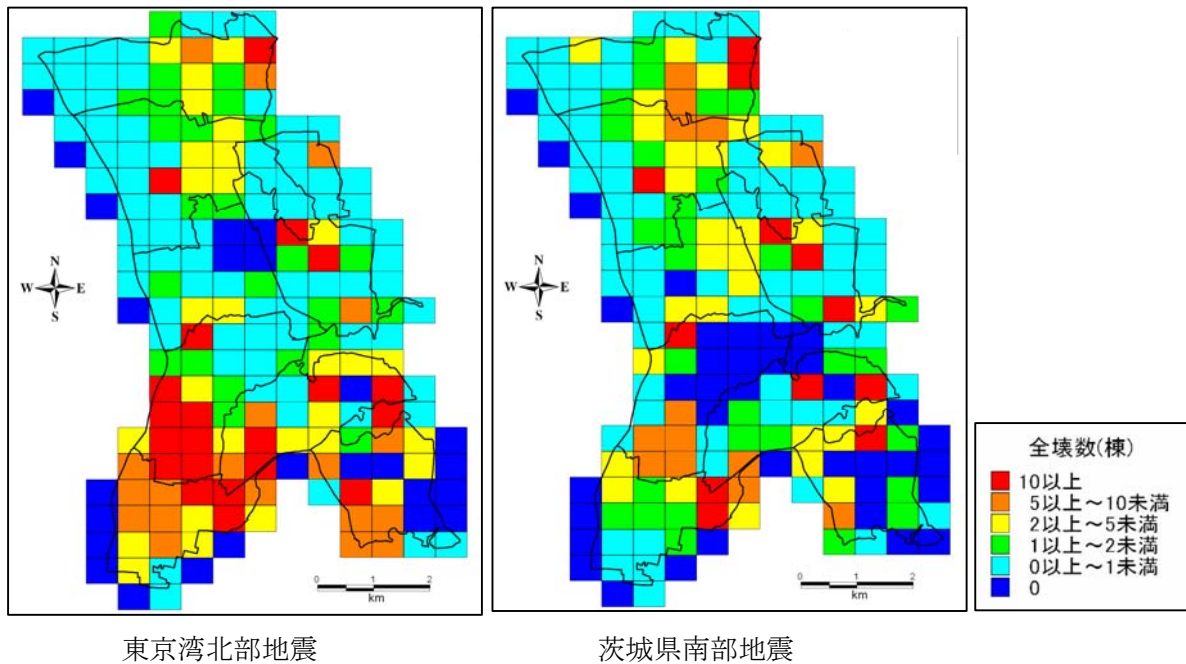 N
W E
S
0 1 2
km
N
W E
S
0 1 2
km
全壊数(棟)
10以上
5以上~10未満
2以上~5未満
1以上~2未満
0以上~1未満
0
東京湾北部地震
茨城県南部地震